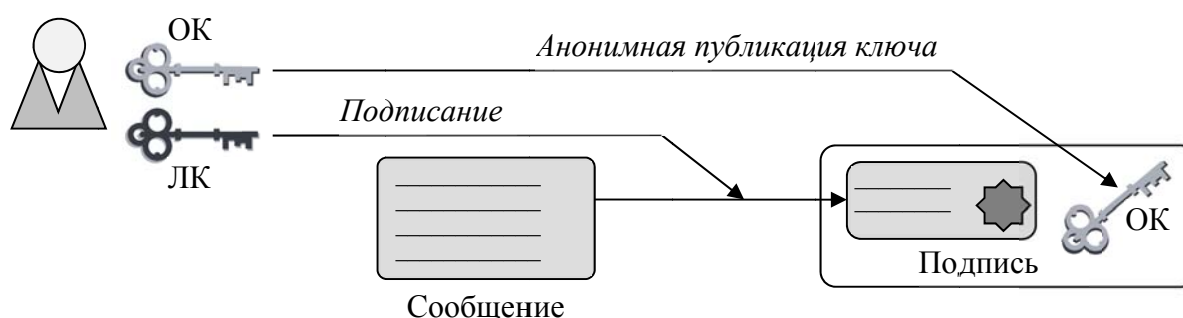 ОК
Анонимная публикация ключа
Подписание
ЛК
ОК
Подпись
Сообщение